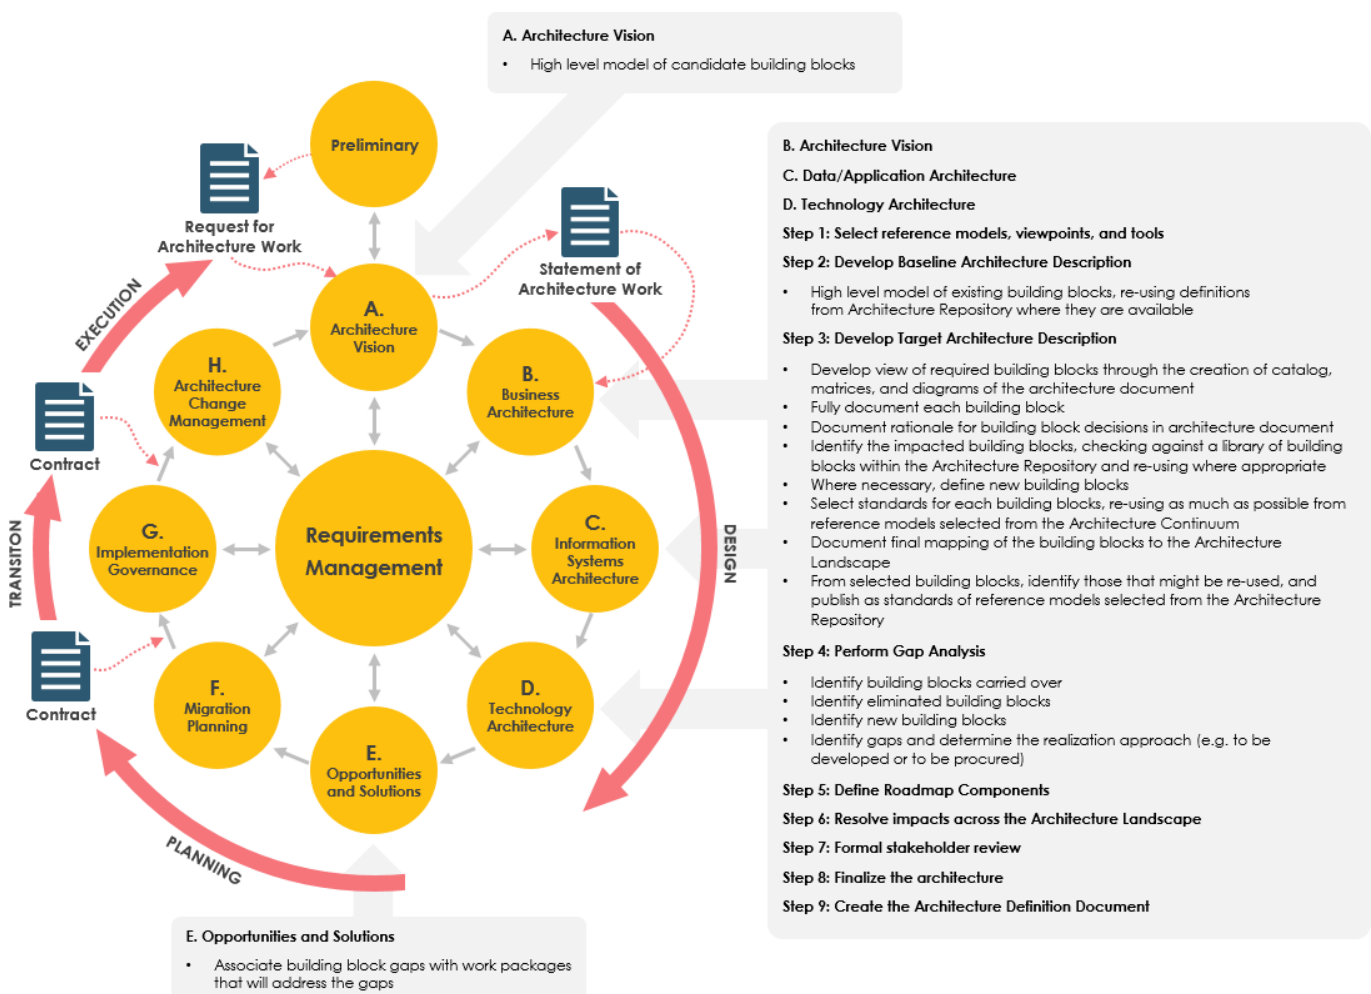 A. Architecture Vision
• High level model of candidate building blocks
Preliminary
Request for
Architecture Work
Statement of
Architecture Work
EXECUTION
A.
Architecture
Vision
H.
Architecture
Change
Management
B.
Business
Architecture
Contract
Requirements
Management
G.
Implementation
Governance
C.
Information
Systems
Architecture
TRANSITON
DESIGN
Contract
F.
Migration
Planning
D.
Technology
Architecture
E.
Opportunities
and Solutions
PLANNING
B. Architecture Vision
C. Data/Application Architecture
D. Technology Architecture
Step 1: Select reference models, viewpoints, and tools
Step 2: Develop Baseline Architecture Description
• High level model of existing building blocks, re-using definitions
from Architecture Repository where they are available
Step 3: Develop Target Architecture Description
• Develop view of required building blocks through the creation of catalog,
matrices, and diagrams of the architecture document
• Fully document each building block
• Document rationale for building block decisions in architecture document
• Identify the impacted building blocks, checking against a library of building
blocks within the Architecture Repository and re-using where appropriate
• Where necessary, define new building blocks
• Select standards for each building blocks, re-using as much as possible from
reference models selected from the Architecture Continuum
• Document final mapping of the building blocks to the Architecture
Landscape
• From selected building blocks, identify those that might be re-used, and
publish as standards of reference models selected from the Architecture
Repository
Step 4: Perform Gap Analysis
• Identify building blocks carried over
• Identify eliminated building blocks
• Identify new building blocks
• Identify gaps and determine the realization approach (e.g. to be
developed or to be procured)
Step 5: Define Roadmap Components
Step 6: Resolve impacts across the Architecture Landscape
Step 7: Formal stakeholder review
Step 8: Finalize the architecture
Step 9: Create the Architecture Definition Document
E. Opportunities and Solutions
• Associate building block gaps with work packages
that will address the gaps